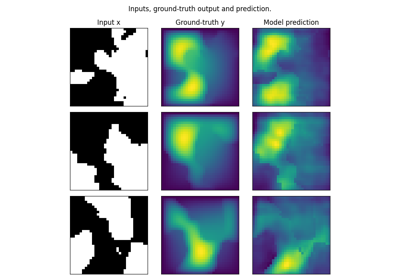 Inputs, ground-truth output and prediction.
Input x
Ground-truth y
Model prediction